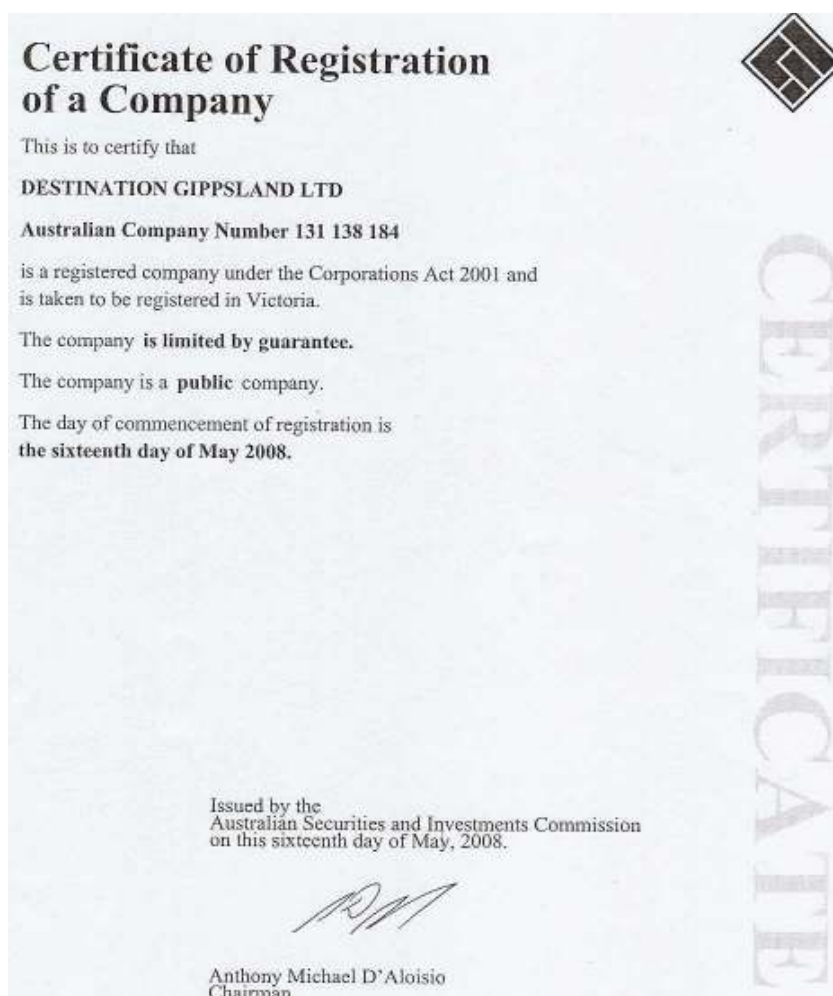 Certificate of Registration
of a Company
This is to certify that
DESTINATION GIPPSLAND LTD
Australian Company Number 131 138 184
is a registered company under the Corporations Act 2001 and
is taken to be registered in Victoria.
The company is limited by guarantee.
The company is a public company.
The day of commencement of registration is
the sixteenth day of May 2008.
Issued by the
Australian Securities and Investments Commission
on this sixteenth day of May, 2008.
Anthony Michael D'Aloisio
Chairman
CERTIFICATE